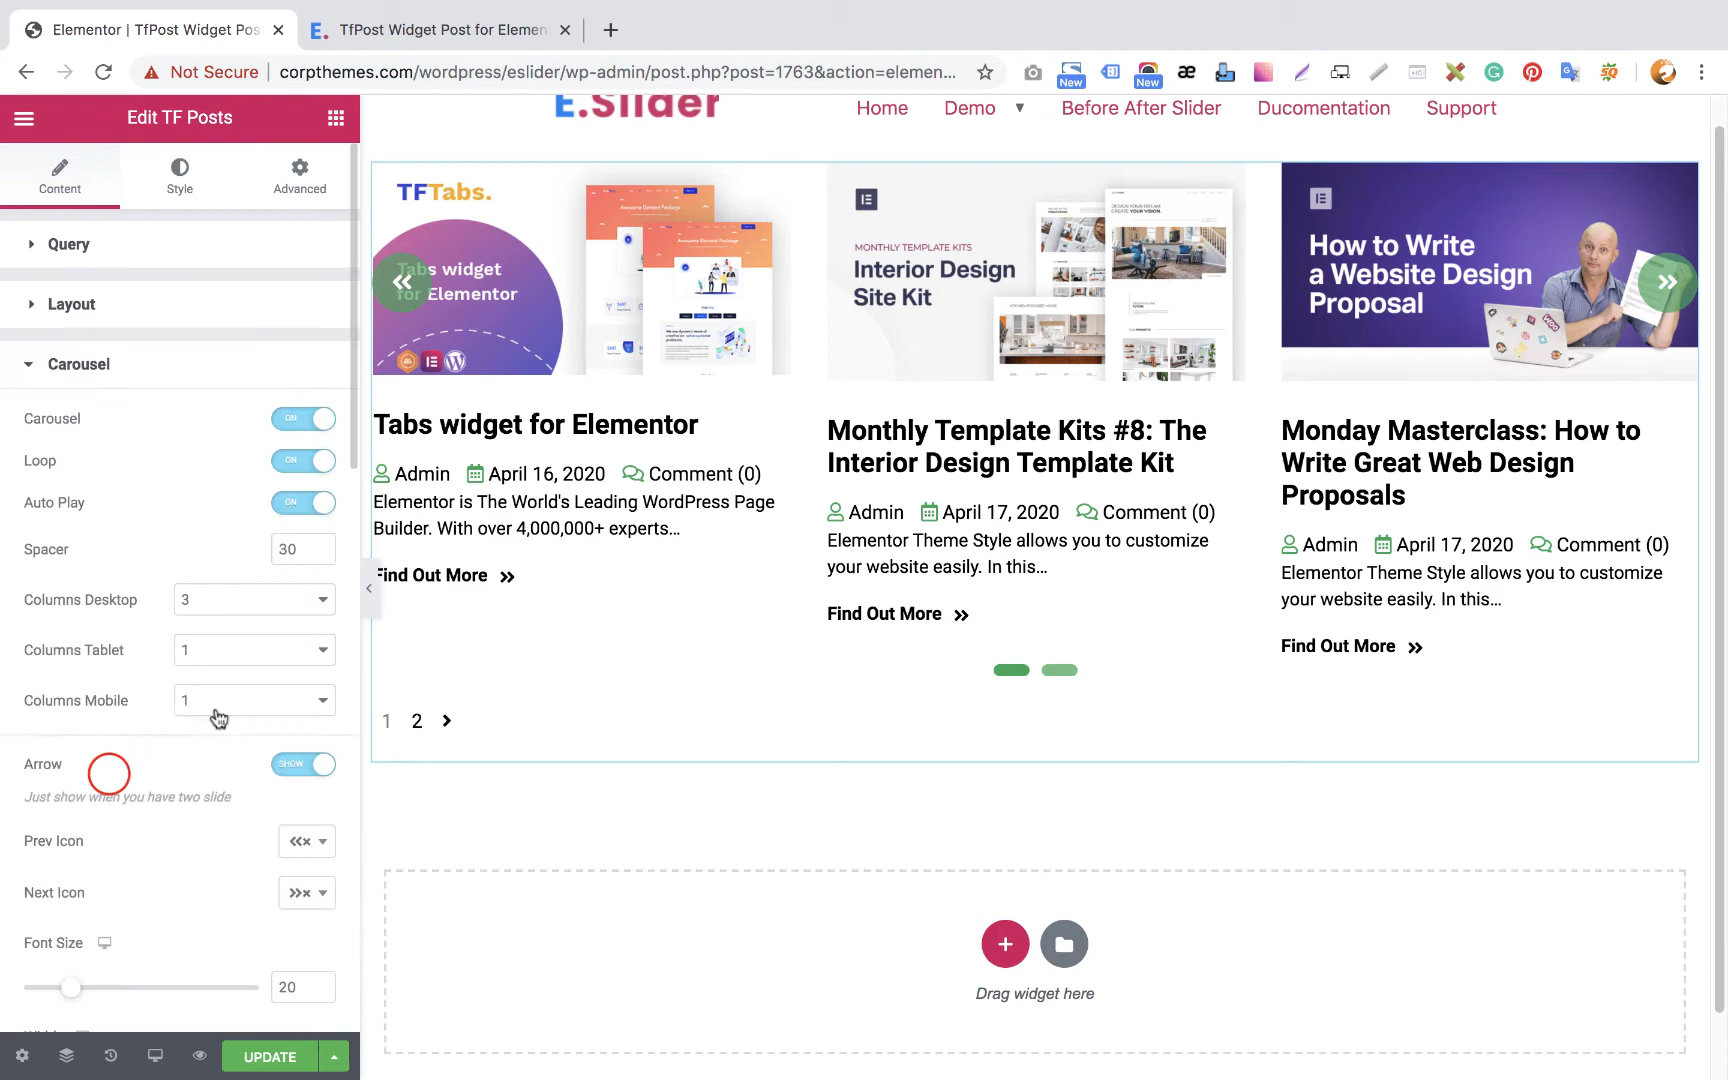 Elementor | TfPost Widget Pos
TfPost Widget Post for Elemen
Not Secure
corpthemes.com/wordpress/eslider/wp-admin/post.php?post=1763&action=elemen...
New
New
Edit TF Posts
Content
Style
Advanced
Query
Layout
Carousel
Carousel
ON
Loop
ON
Auto Play
ON
Spacer
30
Columns Desktop
3
Columns Tablet
1
Columns Mobile
1
Arrow
SHOW
Just show when you have two slide
Prev Icon
Next Icon
Font Size
20
UPDATE
E.Slider
Home
Demo
Before After Slider
Ducomentation
Support
TFTabs.
Tabs widget
for Elementor
MONTHLY TEMPLATE KITS
Interior Design
Site Kit
How to Write
a Website Design
Proposal
Tabs widget for Elementor
Admin
April 16, 2020
Comment (0)
Elementor is The World's Leading WordPress Page
Builder. With over 4,000,000+ experts...
Find Out More
Monthly Template Kits #8: The
Interior Design Template Kit
Admin
April 17, 2020
Comment (0)
Elementor Theme Style allows you to customize
your website easily. In this...
Find Out More
Monday Masterclass: How to
Write Great Web Design
Proposals
Admin
April 17, 2020
Comment (0)
Elementor Theme Style allows you to customize
your website easily. In this...
Find Out More
1
2
Drag widget here